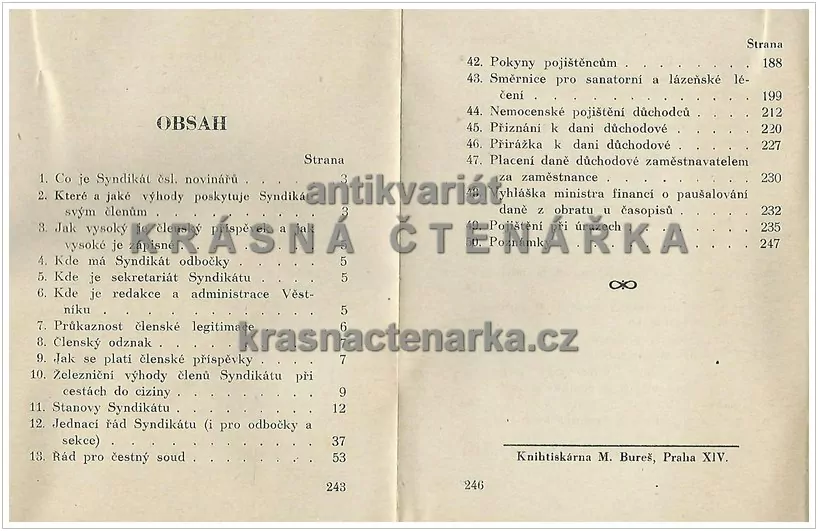 OBSAH
Strana
1. Co je Syndikát čsl. novinářů . . . . . 3
2. Které a jaké výhody poskytuje Syndikát
svým členům . . . . . . . . . . 3
3. Jak vysoký je členský příspěvek a jak
vysoké je zápisné . . . . . . . . . 5
4. Kde má Syndikát odbočky . . . . . 5
5. Kde je sekretariát Syndikátu . . . . 5
6. Kde je redakce a administrace Věst-
níku . . . . . . . . . . . . . 5
7. Průkaznost členské legitimace . . . . 6
8. Členský odznak . . . . . . . . . 7
9. Jak se platí členské příspěvky . . . . 7
10. Železniční výhody členů Syndikátu při
cestách do ciziny . . . . . . . . . 9
11. Stanovy Syndikátu . . . . . . . . 12
12. Jednací řád Syndikátu (i pro odbočky a
sekce) . . . . . . . . . . . . 37
13. Řád pro čestný soud . . . . . . . 53
243
Strana
42. Pokyny pojištěncům . . . . . . . 188
43. Směrnice pro sanatorní a lázeňské lé-
čení . . . . . . . . . . . . . 199
44. Nemocenské pojištění důchodců . . . . 212
45. Přiznání k dani důchodové . . . . . 220
46. Přirážka k dani důchodové . . . . . 227
47. Placení daně důchodové zaměstnavatelem
za zaměstnance . . . . . . . . . 230
48. Vyhláška ministra financí o paušalování
daně z obratu u časopisů . . . . . 232
49. Pojištění při úrazech . . . . . . . 235
50. Poznámky . . . . . . . . . . . 247
Knihtiskárna M. Bureš, Praha XIV.
246
antikvariát
KRÁSNÁ ČTENÁŘKA
krasnactenarka.cz